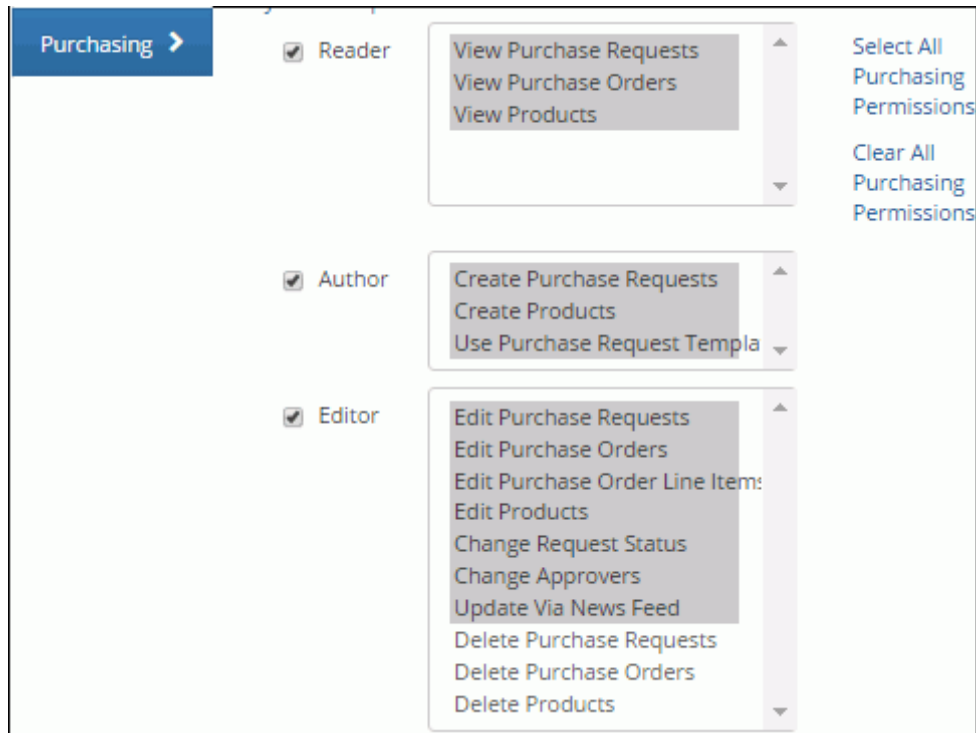 Purchasing
Reader
View Purchase Requests
View Purchase Orders
View Products
Select All
Purchasing
Permissions
Clear All
Purchasing
Permissions
Author
Create Purchase Requests
Create Products
Use Purchase Request Templa
Editor
Edit Purchase Requests
Edit Purchase Orders
Edit Purchase Order Line Items
Edit Products
Change Request Status
Change Approvers
Update Via News Feed
Delete Purchase Requests
Delete Purchase Orders
Delete Products